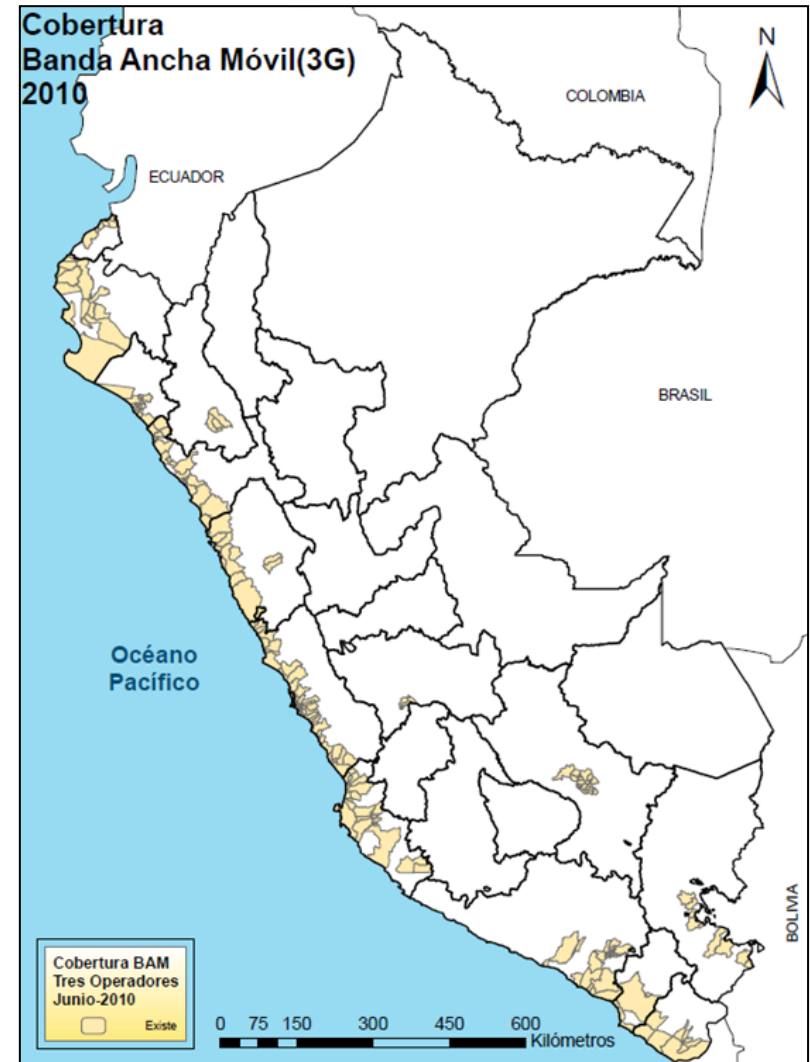 Cobertura
Banda Ancha Móvil(3G)
2010
N
COLOMBIA
ECUADOR
BRASIL
Océano
Pacífico
BOLIVIA
Cobertura BAM
Tres Operadores
Junio-2010
Existe
0 75 150 300 450 600
Kilómetros